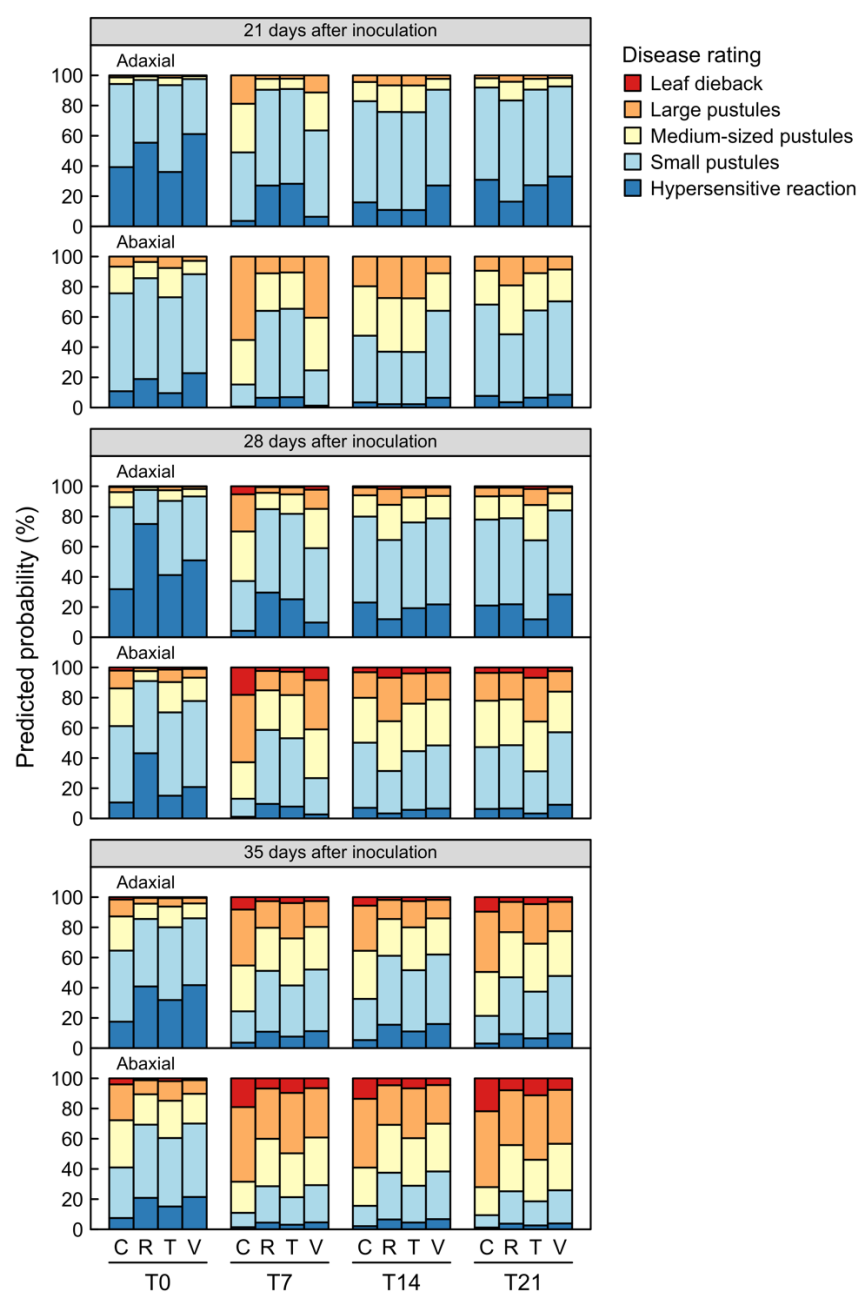 21 days after inoculation
Adaxial
100
80
60
40
20
0
Abaxial
100
80
60
40
20
0
28 days after inoculation
Adaxial
100
80
60
40
20
0
Abaxial
100
80
60
40
20
0
35 days after inoculation
Adaxial
100
80
60
40
20
0
Abaxial
100
80
60
40
20
0
Predicted probability (%)
C R T V C R T V C R T V C R T V
T0 T7 T14 T21
Disease rating
Leaf dieback
Large pustules
Medium-sized pustules
Small pustules
Hypersensitive reaction